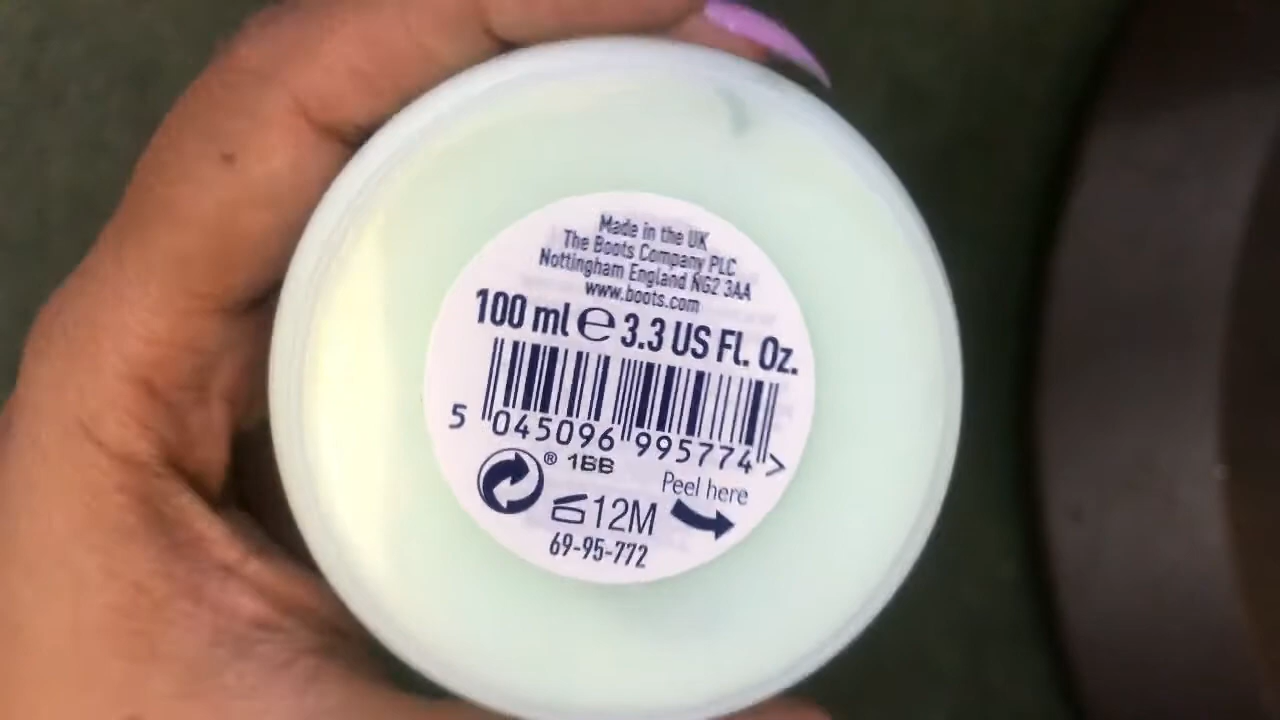 Made in the UK
The Boots Company PLC
Nottingham England NG2 3AA
www.boots.com
100 ml ℮ 3.3 US Fl. Oz.
5 045096 995774 >
® 1BB
Peel here
12M
69-95-772